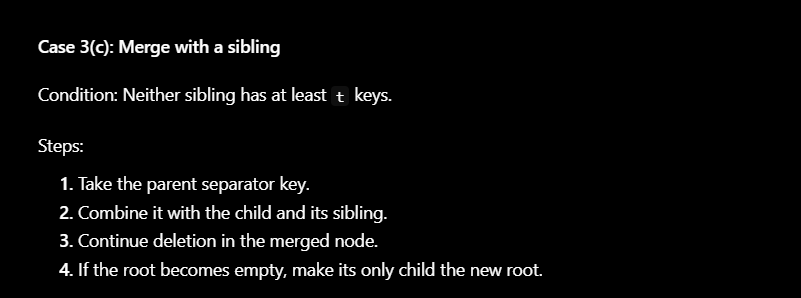 Case 3(c): Merge with a sibling
Condition: Neither sibling has at least t keys.
Steps:
1. Take the parent separator key.
2. Combine it with the child and its sibling.
3. Continue deletion in the merged node.
4. If the root becomes empty, make its only child the new root.